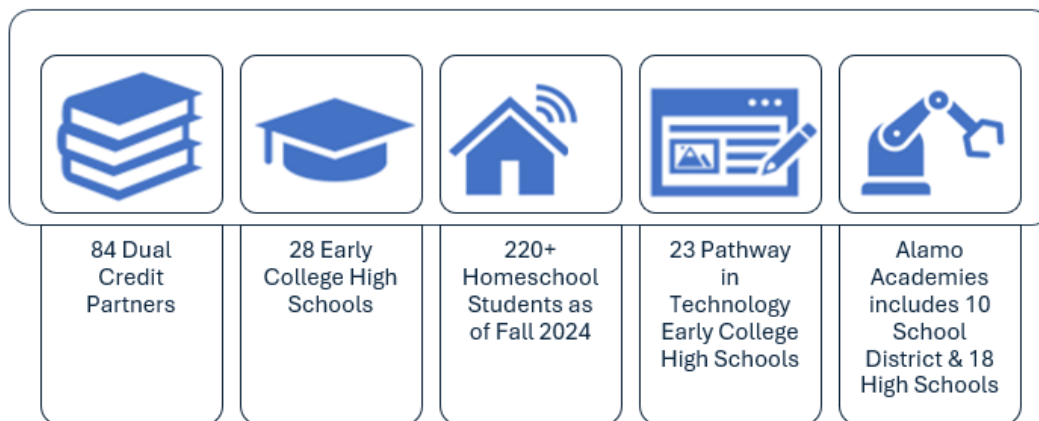 84 Dual
Credit
Partners
28 Early
College High
Schools
220+
Homeschool
Students as
of Fall 2024
23 Pathway
in
Technology
Early College
High Schools
Alamo
Academies
includes 10
School
District & 18
High Schools